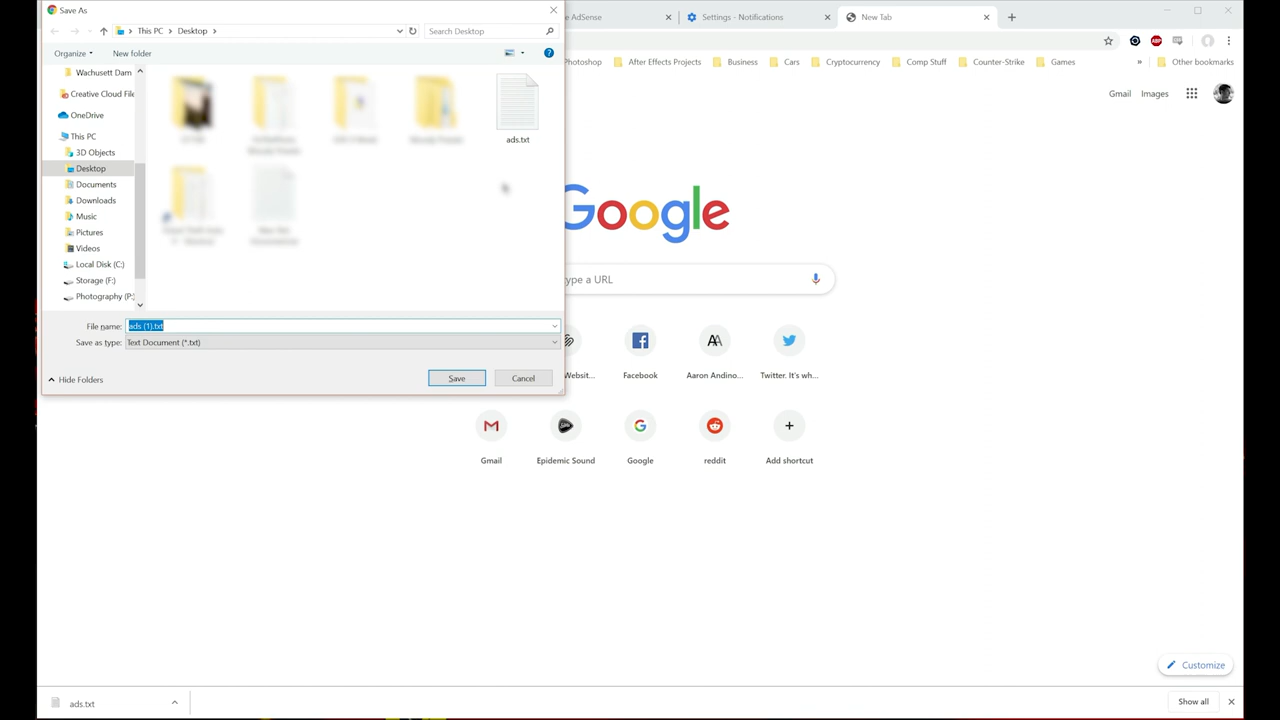 Save As
e AdSense
Settings - Notifications
New Tab
This PC
Desktop
Search Desktop
Organize
New folder
Photoshop
After Effects Projects
Business
Cars
Cryptocurrency
Comp Stuff
Counter-Strike
Games
»
Other bookmarks
Wachusett Dam
Creative Cloud File
OneDrive
This PC
3D Objects
Desktop
Documents
Downloads
Music
Pictures
Videos
Local Disk (C:)
Storage (F:)
Photography (P:)
ads.txt
Gmail
Images
ABP
Google
ype a URL
File name:
ads (1).txt
Save as type:
Text Document (*.txt)
Hide Folders
Save
Cancel
Websit...
Facebook
Aaron Andino...
Twitter. It's wh...
Gmail
Epidemic Sound
Google
reddit
Add shortcut
Customize
ads.txt
Show all